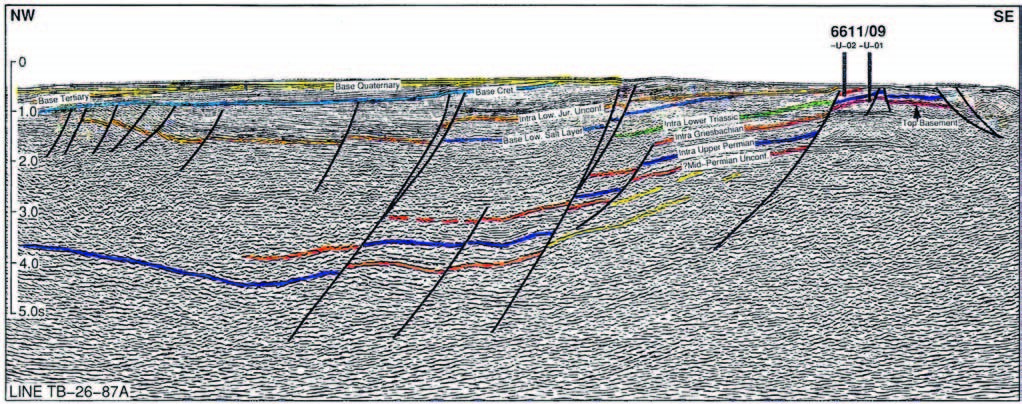 NW
SE
6611/09
-U-02 -U-01
0
Base Quaternary
Base Tertiary
Base Cret.
1.0
Intra Low. Jur. Unconf.
Intra Lower Triassic
Top Basement
Base Low. Salt Layer
Intra Griesbachian
Intra Upper Permian
2.0
?Mid- Permian Unconf.
3.0
4.0
5.0s
LINE TB-26-87A